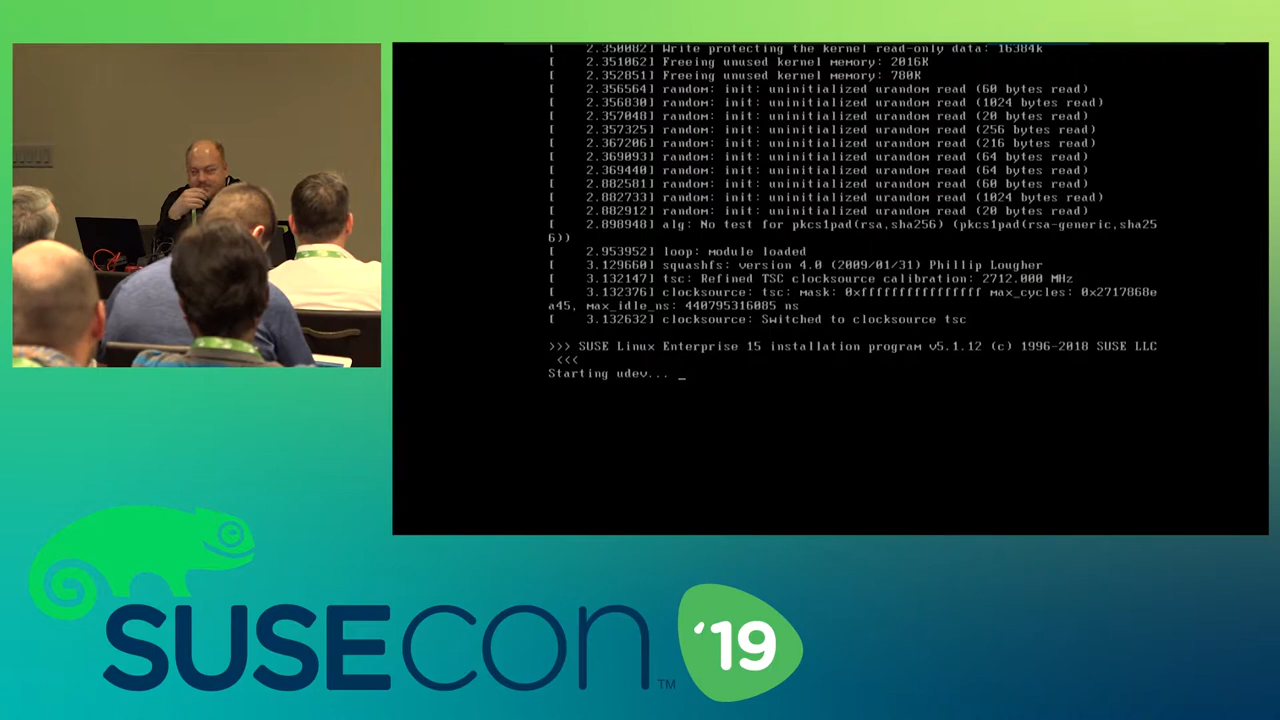 [    2.350082] Write protecting the kernel read-only data: 16384k
[    2.351062] Freeing unused kernel memory: 2016K
[    2.352851] Freeing unused kernel memory: 780K
[    2.356564] random: init: uninitialized urandom read (60 bytes read)
[    2.356830] random: init: uninitialized urandom read (1024 bytes read)
[    2.357048] random: init: uninitialized urandom read (20 bytes read)
[    2.357325] random: init: uninitialized urandom read (256 bytes read)
[    2.367206] random: init: uninitialized urandom read (216 bytes read)
[    2.369093] random: init: uninitialized urandom read (64 bytes read)
[    2.369440] random: init: uninitialized urandom read (64 bytes read)
[    2.882581] random: init: uninitialized urandom read (60 bytes read)
[    2.882733] random: init: uninitialized urandom read (1024 bytes read)
[    2.882912] random: init: uninitialized urandom read (20 bytes read)
[    2.898948] alg: No test for pkcs1pad(rsa,sha256) (pkcs1pad(rsa-generic,sha25
6))
[    2.953952] loop: module loaded
[    3.129660] squashfs: version 4.0 (2009/01/31) Phillip Lougher
[    3.132147] tsc: Refined TSC clocksource calibration: 2712.000 MHz
[    3.132376] clocksource: tsc: mask: 0xffffffffffffffff max_cycles: 0x2717868e
a45, max_idle_ns: 440795316085 ns
[    3.132632] clocksource: Switched to clocksource tsc
>>> SUSE Linux Enterprise 15 installation program v5.1.12 (c) 1996-2018 SUSE LLC
<<<
Starting udev... _
SUSECON™ '19